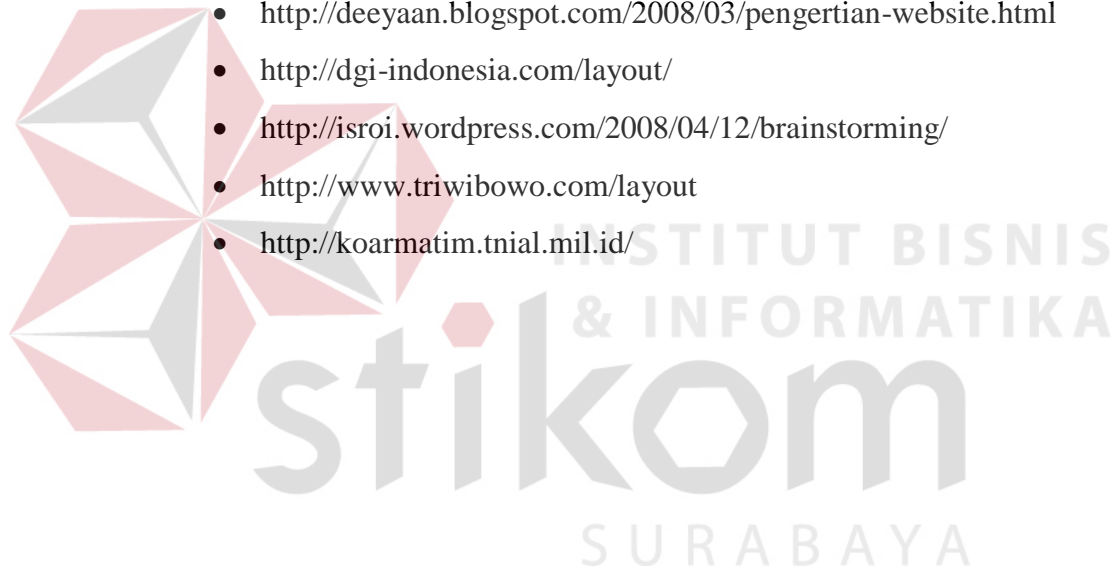 • http://deeyaan.blogspot.com/2008/03/pengertian-website.html
• http://dgi-indonesia.com/layout/
• http://isroi.wordpress.com/2008/04/12/brainstorming/
• http://www.triwibowo.com/layout
• http://koarmatim.tnial.mil.id/
INSTITUT BISNIS
& INFORMATIKA
stikom
SURABAYA